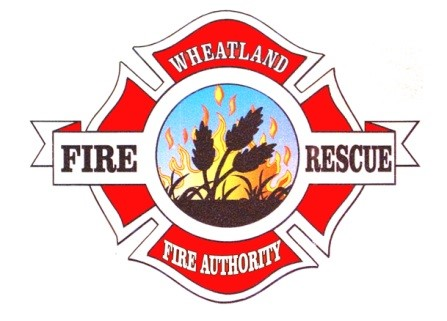 WHEATLAND
FIRE RESCUE
FIRE AUTHORITY